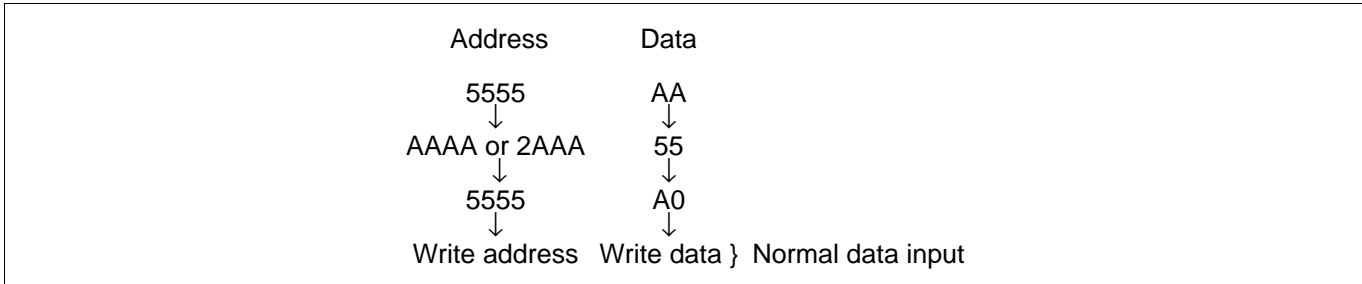 Address Data
5555 AA
↓ ↓
AAAA or 2AAA 55
↓ ↓
5555 A0
↓ ↓
Write address Write data } Normal data input